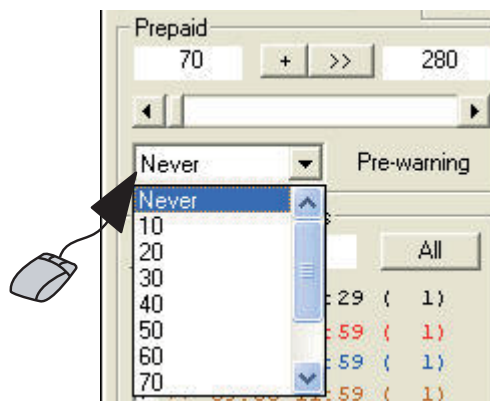 Prepaid
70 + >> 280
Never Pre-warning
Never
10
20 All
30
40 :29 ( 1)
50 :59 ( 1)
60 :59 ( 1)
70 :59 ( 1)